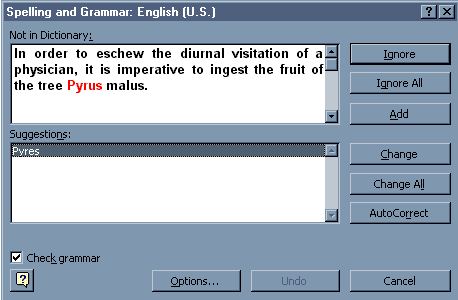 Spelling and Grammar: English (U.S.)
Not in Dictionary:
In order to eschew the diurnal visitation of a
physician, it is imperative to ingest the fruit of
the tree Pyrus malus.
Ignore
Ignore All
Add
Suggestions:
Pyres
Change
Change All
AutoCorrect
Check grammar
Options...
Undo
Cancel